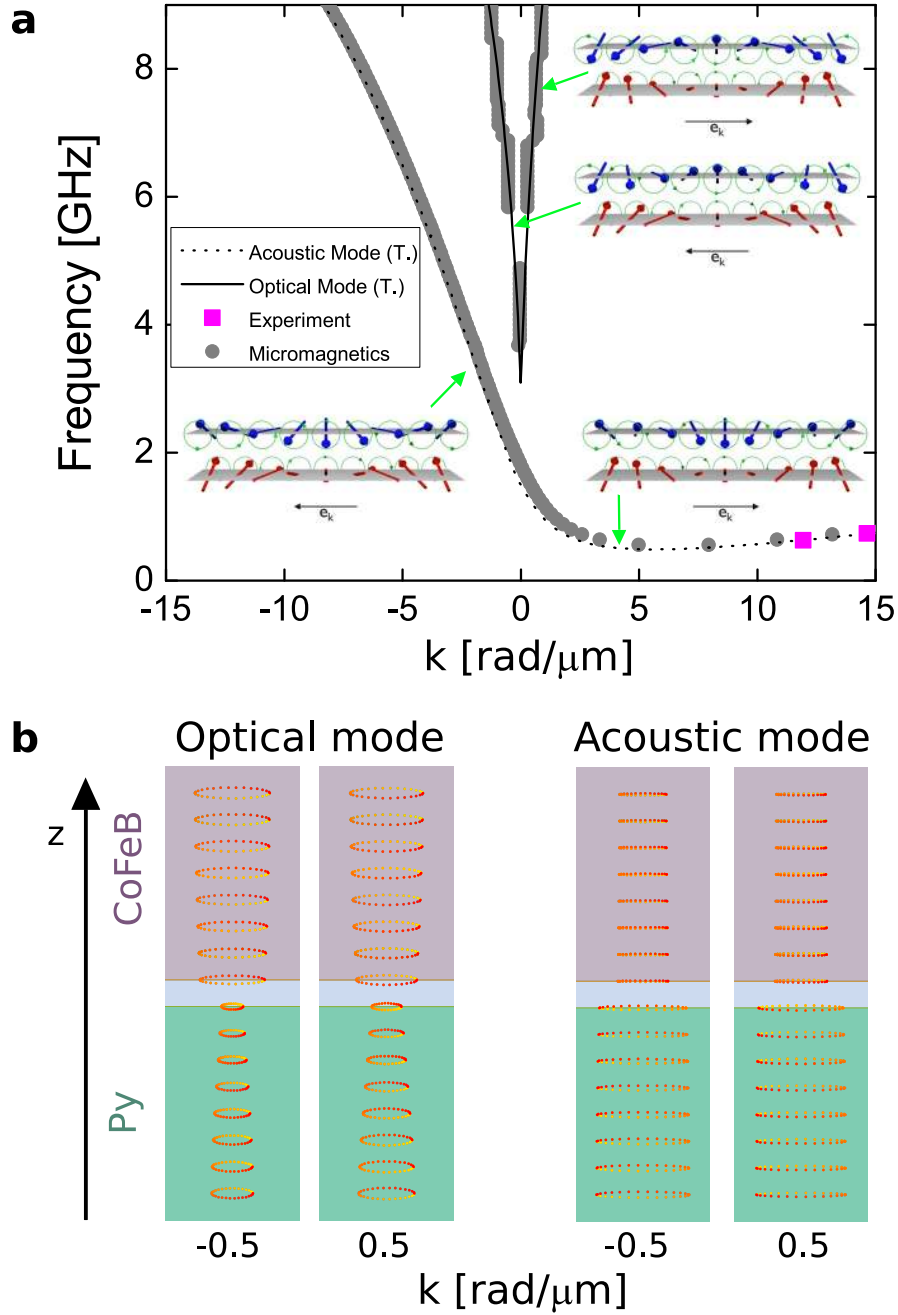 a
Frequency [GHz]
8
6
4
2
0
Acoustic Mode (T.)
Optical Mode (T.)
Experiment
Micromagnetics
e_k
e_k
e_k
e_k
-15
-10
-5
0
5
10
15
k [rad/μm]
b
Optical mode
Acoustic mode
z
CoFeB
Py
-0.5
0.5
-0.5
0.5
k [rad/μm]